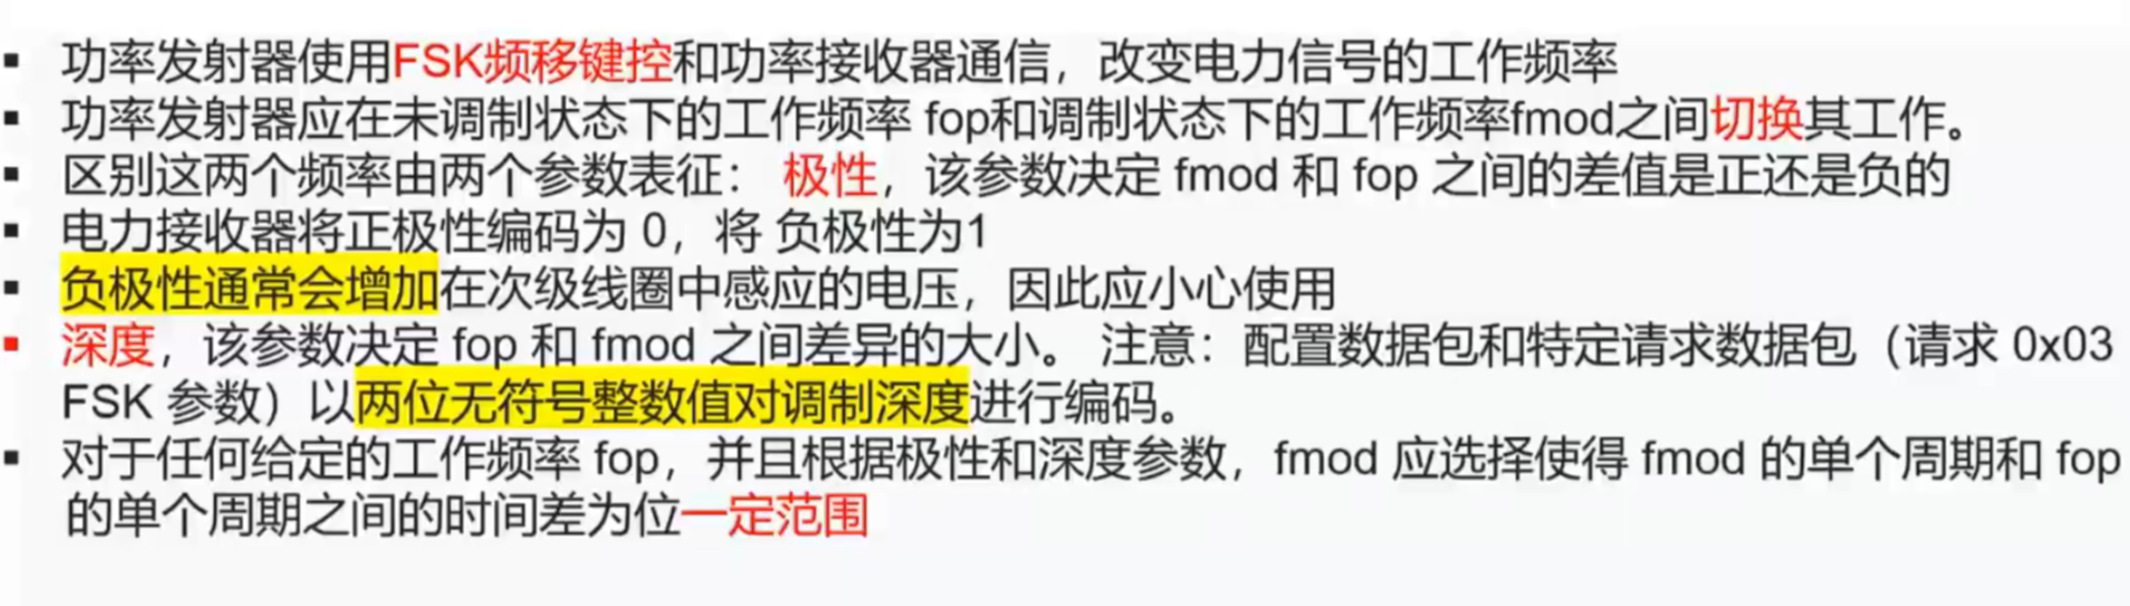 ▪ 功率发射器使用FSK频移键控和功率接收器通信，改变电力信号的工作频率
▪ 功率发射器应在未调制状态下的工作频率 fop和调制状态下的工作频率fmod之间切换其工作。
▪ 区别这两个频率由两个参数表征： 极性，该参数决定 fmod 和 fop 之间的差值是正还是负的
▪ 电力接收器将正极性编码为 0，将 负极性为1
▪ 负极性通常会增加在次级线圈中感应的电压，因此应小心使用
▪ 深度，该参数决定 fop 和 fmod 之间差异的大小。 注意：配置数据包和特定请求数据包（请求 0x03
FSK 参数）以两位无符号整数值对调制深度进行编码。
▪ 对于任何给定的工作频率 fop，并且根据极性和深度参数，fmod 应选择使得 fmod 的单个周期和 fop
的单个周期之间的时间差为位一定范围